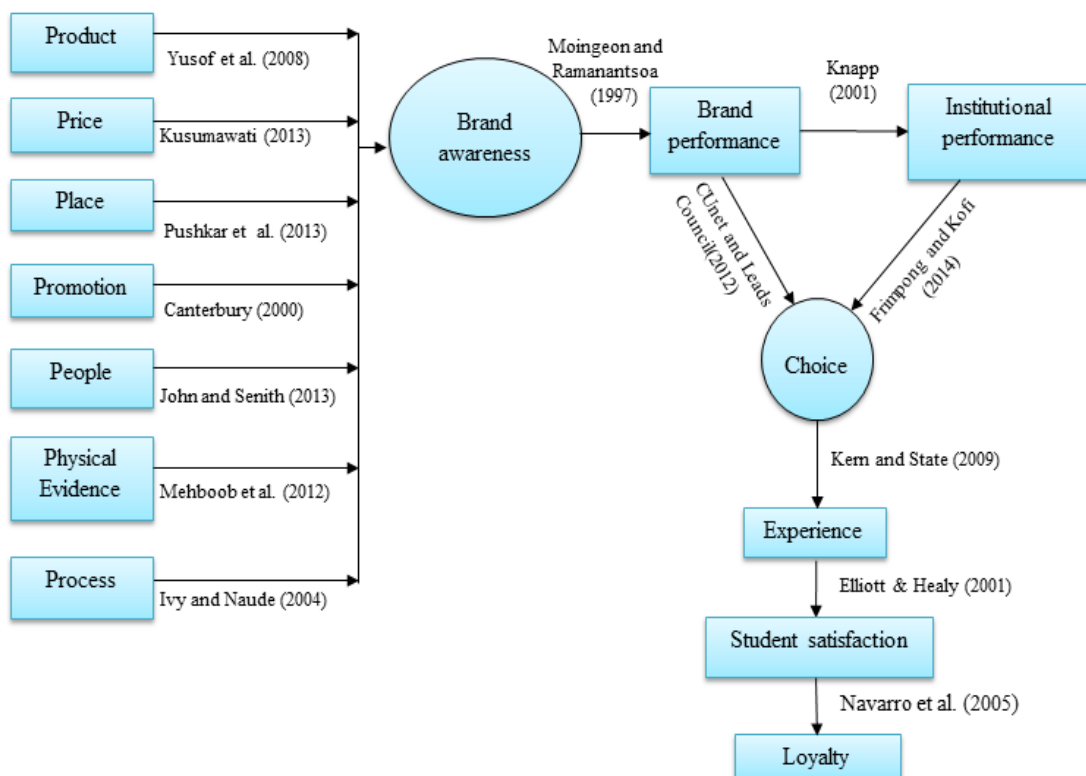 Product
Yusof et al. (2008)
Price
Kusumawati (2013)
Place
Pushkar et al. (2013)
Promotion
Canterbury (2000)
People
John and Senith (2013)
Physical
Evidence
Mehboob et al. (2012)
Process
Ivy and Naude (2004)
Brand
awareness
Moingeon and
Ramanantsoa
(1997)
Brand
performance
Knapp
(2001)
Institutional
performance
CUnet and Leads
Council(2012)
Frimpong and Kofi
(2014)
Choice
Kern and State (2009)
Experience
Elliott & Healy (2001)
Student satisfaction
Navarro et al. (2005)
Loyalty